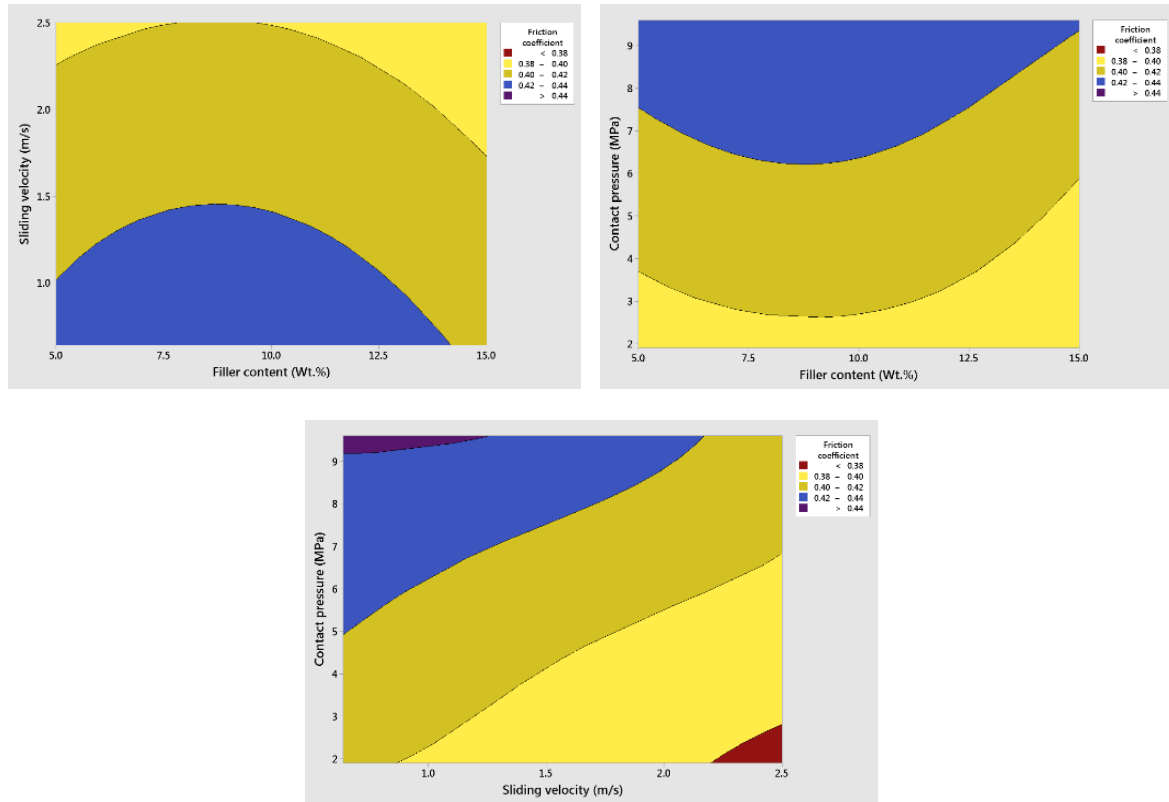 2.5
2.0
1.5
1.0
Sliding velocity (m/s)
5.0 7.5 10.0 12.5 15.0
Filler content (Wt.%)
Friction
coefficient
< 0.38
0.38 – 0.40
0.40 – 0.42
0.42 – 0.44
> 0.44
9
8
7
6
5
4
3
2
Contact pressure (MPa)
5.0 7.5 10.0 12.5 15.0
Filler content (Wt.%)
Friction
coefficient
< 0.38
0.38 – 0.40
0.40 – 0.42
0.42 – 0.44
> 0.44
9
8
7
6
5
4
3
2
Contact pressure (MPa)
1.0 1.5 2.0 2.5
Sliding velocity (m/s)
Friction
coefficient
< 0.38
0.38 – 0.40
0.40 – 0.42
0.42 – 0.44
> 0.44